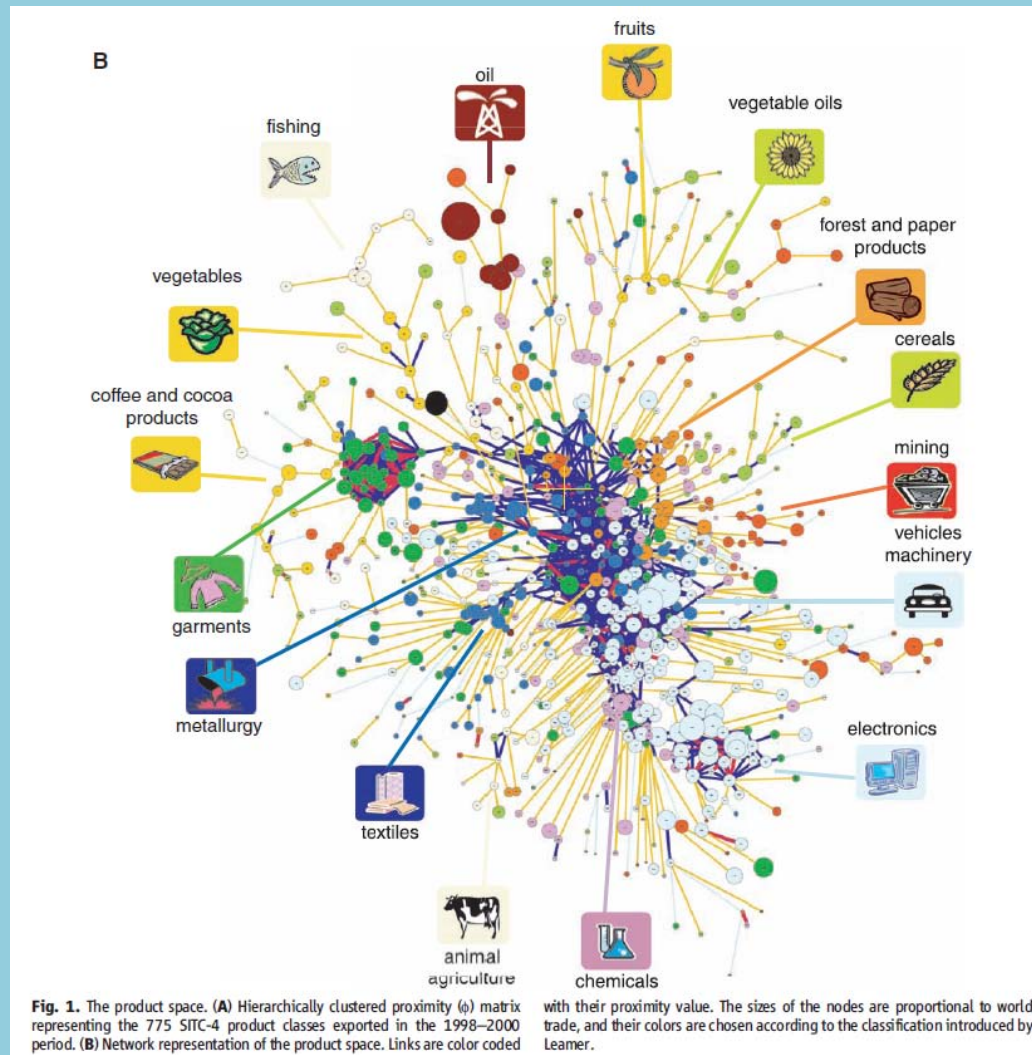 B
fruits
oil
vegetable oils
fishing
forest and paper
products
vegetables
cereals
coffee and cocoa
products
mining
vehicles
machinery
garments
metallurgy
electronics
textiles
animal
agriculture
chemicals
Fig. 1. The product space. (A) Hierarchically clustered proximity (ϕ) matrix
representing the 775 SITC-4 product classes exported in the 1998–2000
period. (B) Network representation of the product space. Links are color coded
with their proximity value. The sizes of the nodes are proportional to world
trade, and their colors are chosen according to the classification introduced by
Leamer.